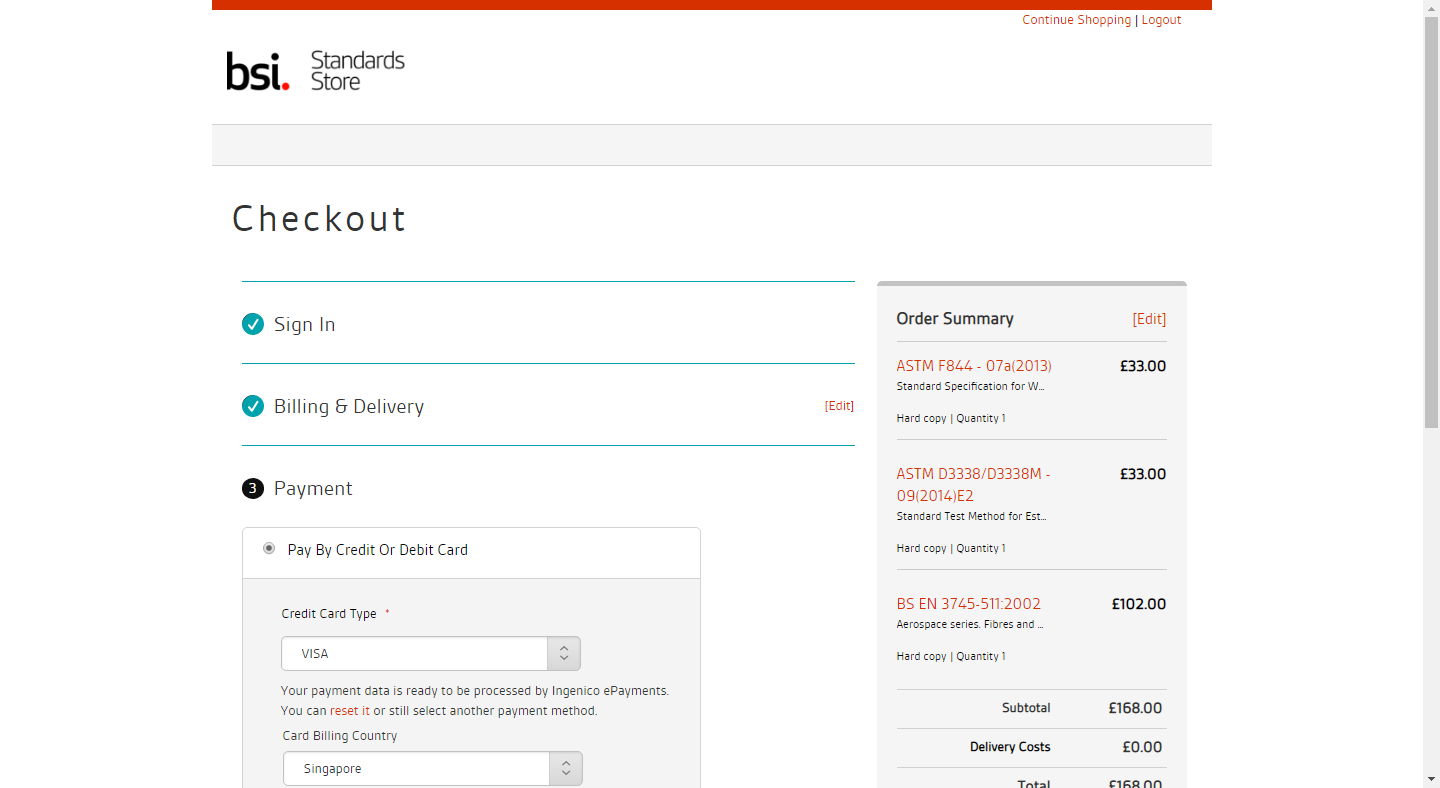 Continue Shopping | Logout
bsi. Standards
Store
Checkout
Sign In
Billing & Delivery [Edit]
3 Payment
Pay By Credit Or Debit Card
Credit Card Type *
VISA
Your payment data is ready to be processed by Ingenico ePayments.
You can reset it or still select another payment method.
Card Billing Country
Singapore
Order Summary [Edit]
ASTM F844 - 07a(2013) £33.00
Standard Specification for W...
Hard copy | Quantity 1
ASTM D3338/D3338M - £33.00
09(2014)E2
Standard Test Method for Est...
Hard copy | Quantity 1
BS EN 3745-511:2002 £102.00
Aerospace series. Fibres and ...
Hard copy | Quantity 1
Subtotal £168.00
Delivery Costs £0.00
Total £168.00